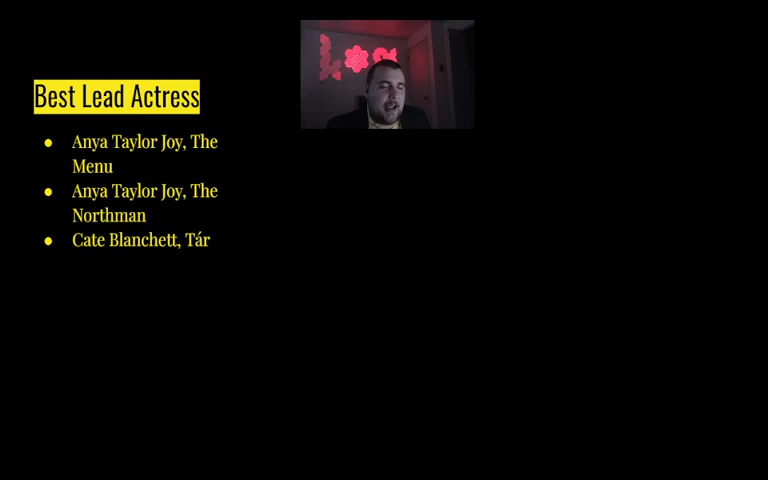 Best Lead Actress
Anya Taylor Joy, The
Menu
Anya Taylor Joy, The
Northman
Cate Blanchett, Tár